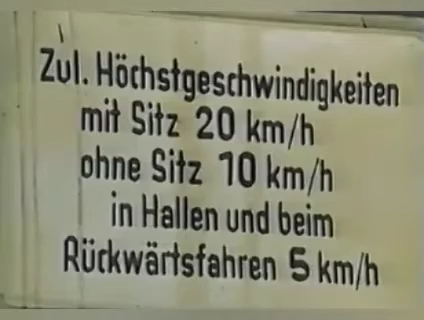 Zul. Höchstgeschwindigkeiten
mit Sitz 20 km/h
ohne Sitz 10 km/h
in Hallen und beim
Rückwärtsfahren 5 km/h